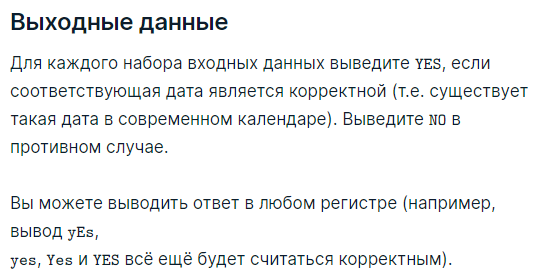 Выходные данные
Для каждого набора входных данных выведите YES, если
соответствующая дата является корректной (т.е. существует
такая дата в современном календаре). Выведите NO в
противном случае.
Вы можете выводить ответ в любом регистре (например,
вывод yEs,
yes, Yes и YES всё ещё будет считаться корректным).